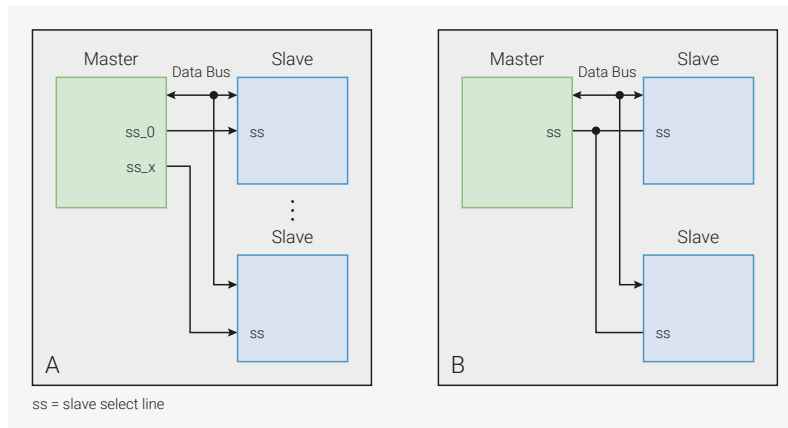 Master
Data Bus
Slave
ss_0
ss
ss_x
Slave
ss
A
Master
Data Bus
Slave
ss
ss
Slave
ss
B
ss = slave select line